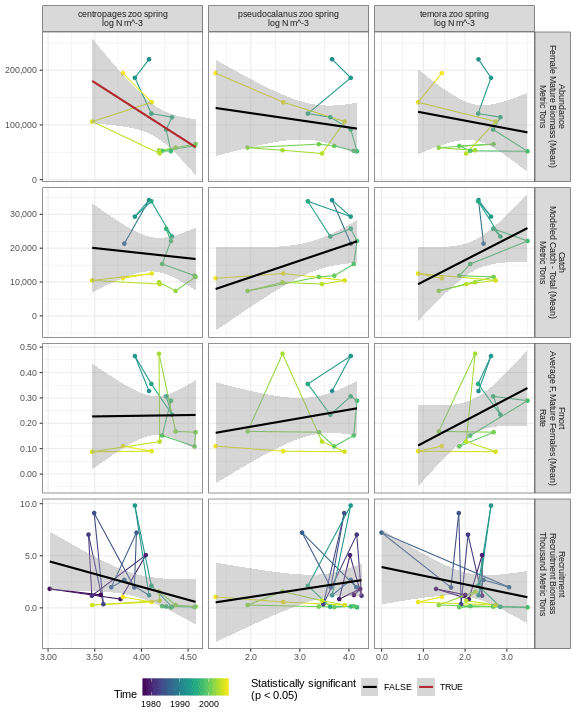 centropages zoo spring
log N m^-3
pseudocalanus zoo spring
log N m^-3
temora zoo spring
log N m^-3
200,000
100,000
0
Abundance
Female Mature Biomass (Mean)
Metric Tons
30,000
20,000
10,000
0
Catch
Modeled Catch - Total (Mean)
Metric Tons
0.50
0.40
0.30
0.20
0.10
0.00
Fmort
Average F, Mature Females (Mean)
Rate
10.0
5.0
0.0
Recruitment
Recruitment Biomass
Thousand Metric Tons
3.00 3.50 4.00 4.50
2.0 3.0 4.0
0.0 1.0 2.0 3.0
Time
1980 1990 2000
Statistically significant
(p < 0.05)
FALSE
TRUE